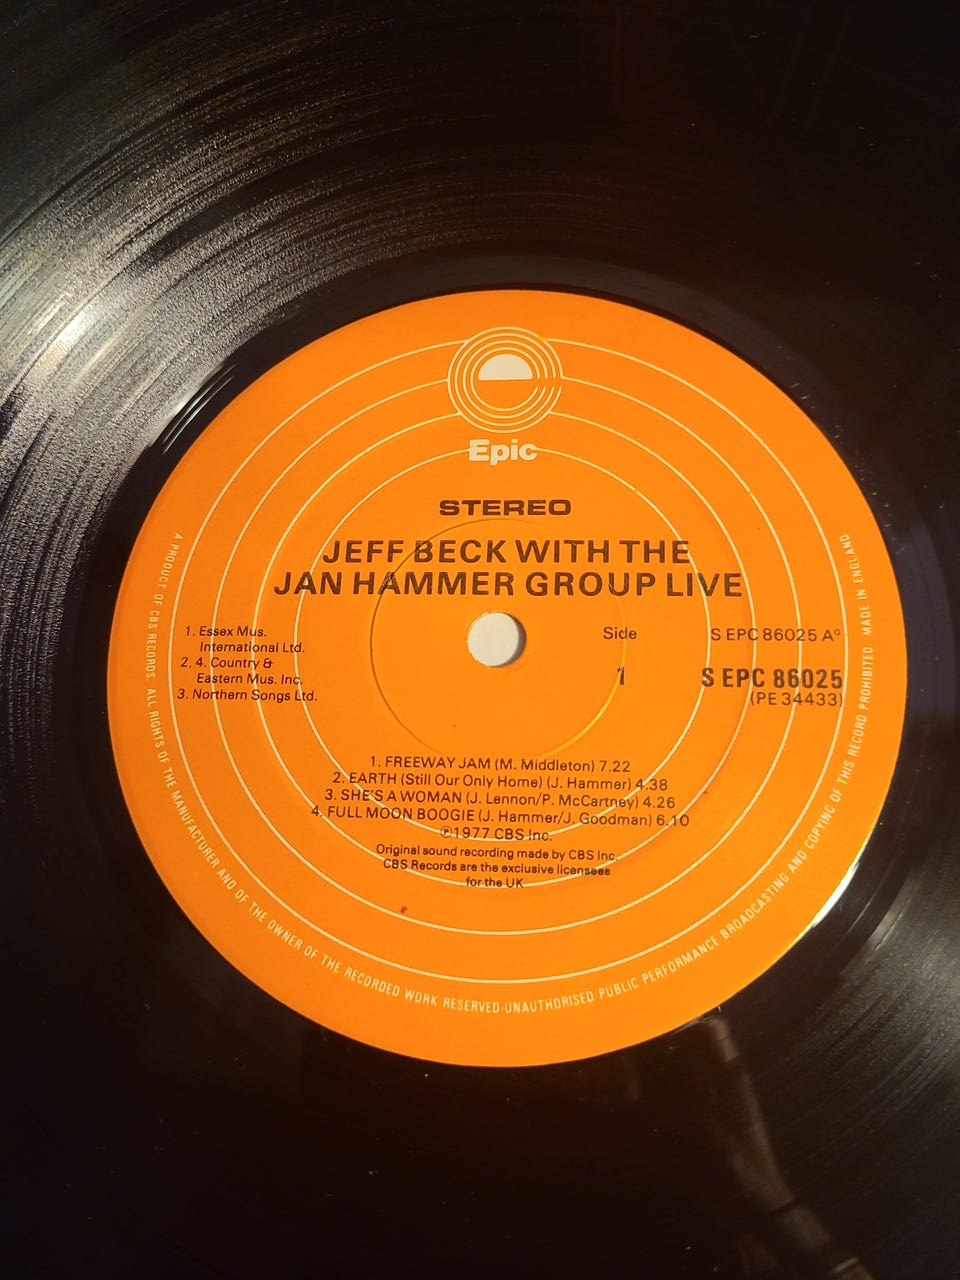 Epic
STEREO
JEFF BECK WITH THE
JAN HAMMER GROUP LIVE
1. Essex Mus.
International Ltd.
2, 4. Country &
Eastern Mus. Inc.
3. Northern Songs Ltd.
Side
1
S EPC 86025 A°
S EPC 86025
(PE 34433)
1. FREEWAY JAM (M. Middleton) 7.22
2. EARTH (Still Our Only Home) (J. Hammer) 4.38
3. SHE'S A WOMAN (J. Lennon/P. McCartney) 4.26
4. FULL MOON BOOGIE (J. Hammer/J. Goodman) 6.10
℗1977 CBS Inc.
Original sound recording made by CBS Inc.
CBS Records are the exclusive licensees
for the UK
A PRODUCT OF CBS RECORDS. ALL RIGHTS OF THE MANUFACTURER AND OF THE OWNER OF THE RECORDED WORK RESERVED-UNAUTHORISED PUBLIC PERFORMANCE BROADCASTING AND COPYING OF THIS RECORD PROHIBITED MADE IN ENGLAND